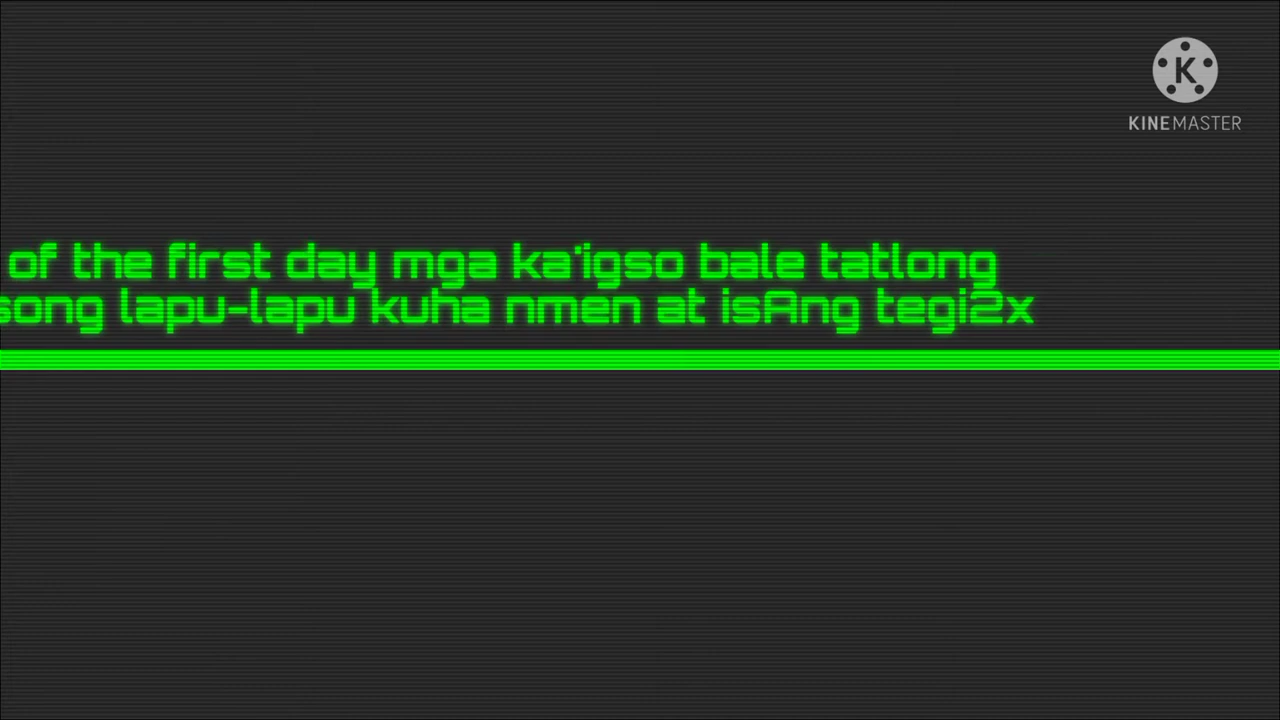 KINEMASTER
of the first day mga ka'igso bale tatlong
song lapu-lapu kuha nmen at isAng tegi2x